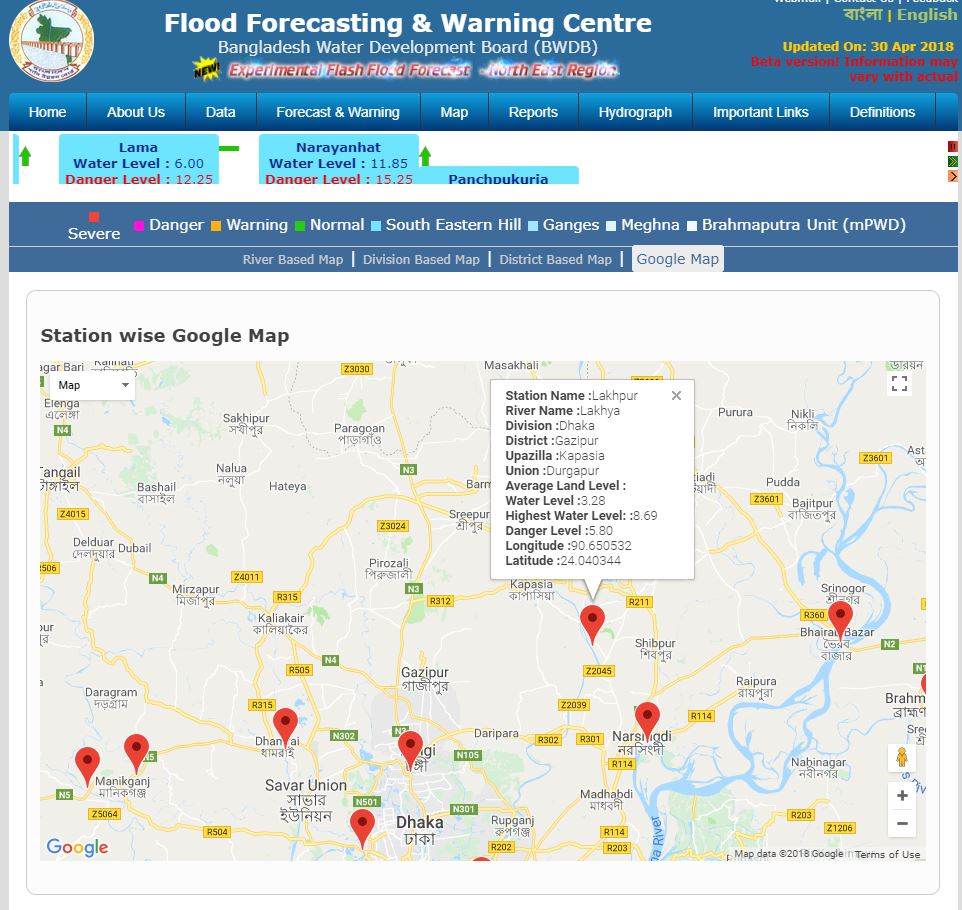 Flood Forecasting & Warning Centre
Bangladesh Water Development Board (BWDB)
NEW! Experimental Flash Flood Forecast - North East Region
বাংলা | English
Updated On: 30 Apr 2018
Beta version! Information may
vary with actual
Home About Us Data Forecast & Warning Map Reports Hydrograph Important Links Definitions
Lama
Water Level : 6.00
Danger Level : 12.25
Narayanhat
Water Level : 11.85
Danger Level : 15.25
Panchpukuria
Severe Danger Warning Normal South Eastern Hill Ganges Meghna Brahmaputra Unit (mPWD)
River Based Map | Division Based Map | District Based Map | Google Map
Station wise Google Map
Map
Station Name :Lakhpur
River Name :Lakhya
Division :Dhaka
District :Gazipur
Upazilla :Kapasia
Union :Durgapur
Average Land Level :
Water Level :3.28
Highest Water Level: :8.69
Danger Level :5.80
Longitude :90.650532
Latitude :24.040344
Z3030
Masakhali
Elenga
এলেঙ্গা
N4
Sakhipur
সখীপুর
Paragoan
পাড়াগাঁও
Purura
Nikli
নিকলি
Z3601
Nalua
নলুয়া
Hateya
N3
Bashail
বাসাইল
Z4015
Pudda
Z3601
Bajitpur
বাজিতপুর
Sreepur
শ্রীপুর
Z3024
Delduar
দেলদুয়ার
Dubail
Pirozali
পিরুজালী
N4
Z4011
N3
Mirzapur
মির্জাপুর
R315
R312
Kapasia
কাপাসিয়া
R211
Srinogor
শ্রীনগর
R360
Kaliakair
কালিয়াকৈর
Bhairab Bazar
ভৈরব
বাজার
N2
Shibpur
শিবপুর
N4
R505
Gazipur
গাজীপুর
Z2045
Raipura
রায়পুরা
Daragram
দড়গ্রাম
R315
Z2039
R114
N302
Daripara
R302
R301
Narsingdi
নরসিংদী
R114
ধামরাই
N5
N105
Nabinagar
নবীনগর
Manikganj
মানিকগঞ্জ
N5
Savar Union
সাভার
ইউনিয়ন
Madhabdi
মাধবদী
N501
N301
Z5064
Dhaka
ঢাকা
Rupganj
রুপগঞ্জ
R504
R202
R114
R203
R203
Z1206
Google
Map data ©2018 Google
Terms of Use